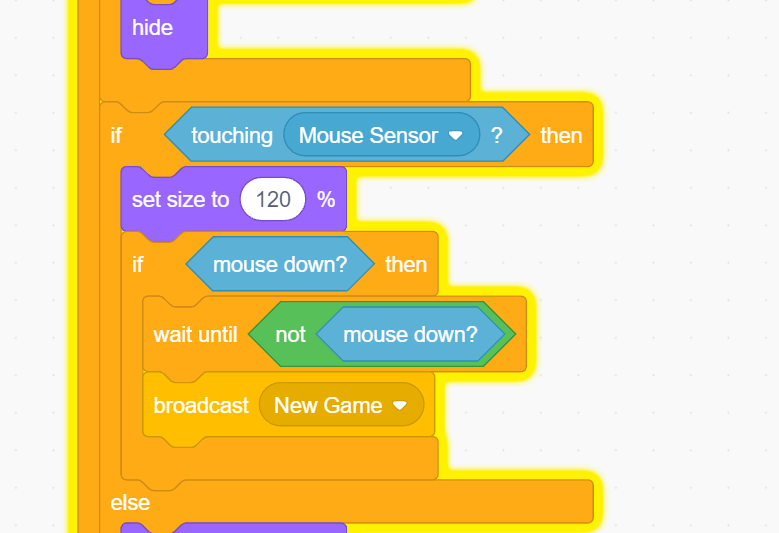 hide
if touching Mouse Sensor ? then
set size to 120 %
if mouse down? then
wait until not mouse down?
broadcast New Game
else